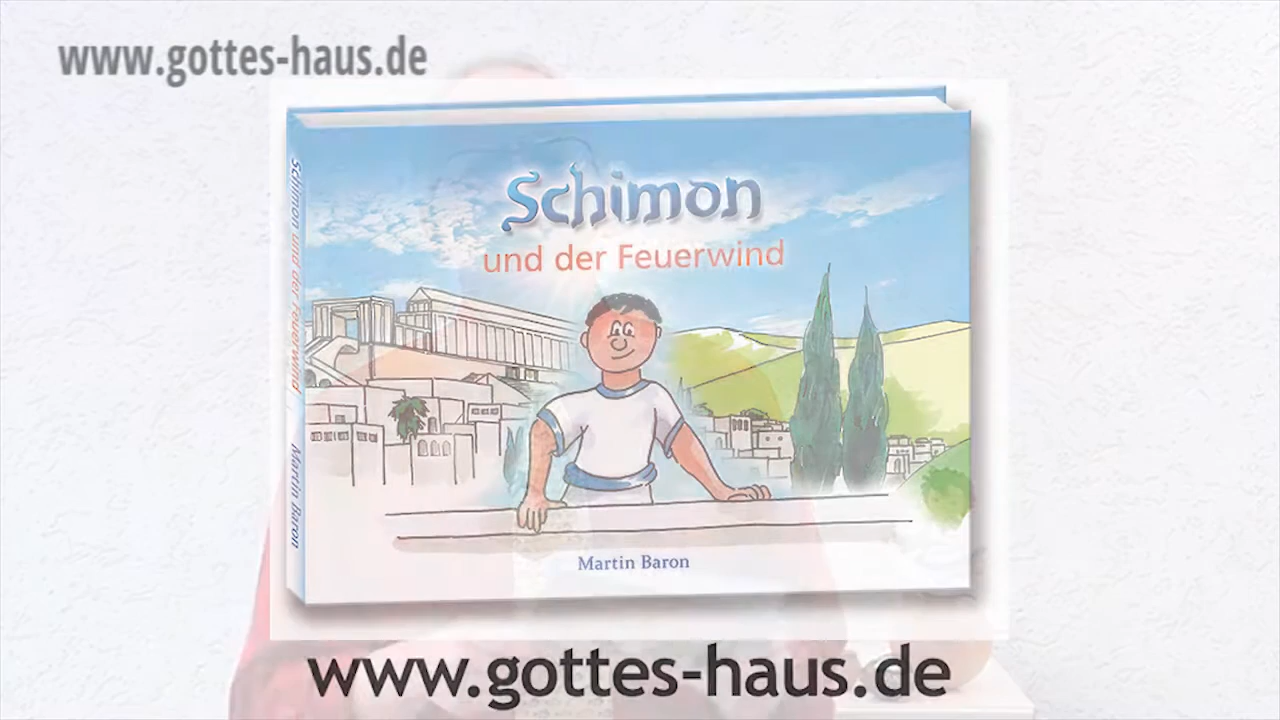 www.gottes-haus.de
Schimon
und der Feuerwind
Schimon und der Feuerwind
Martin Baron
Martin Baron
www.gottes-haus.de